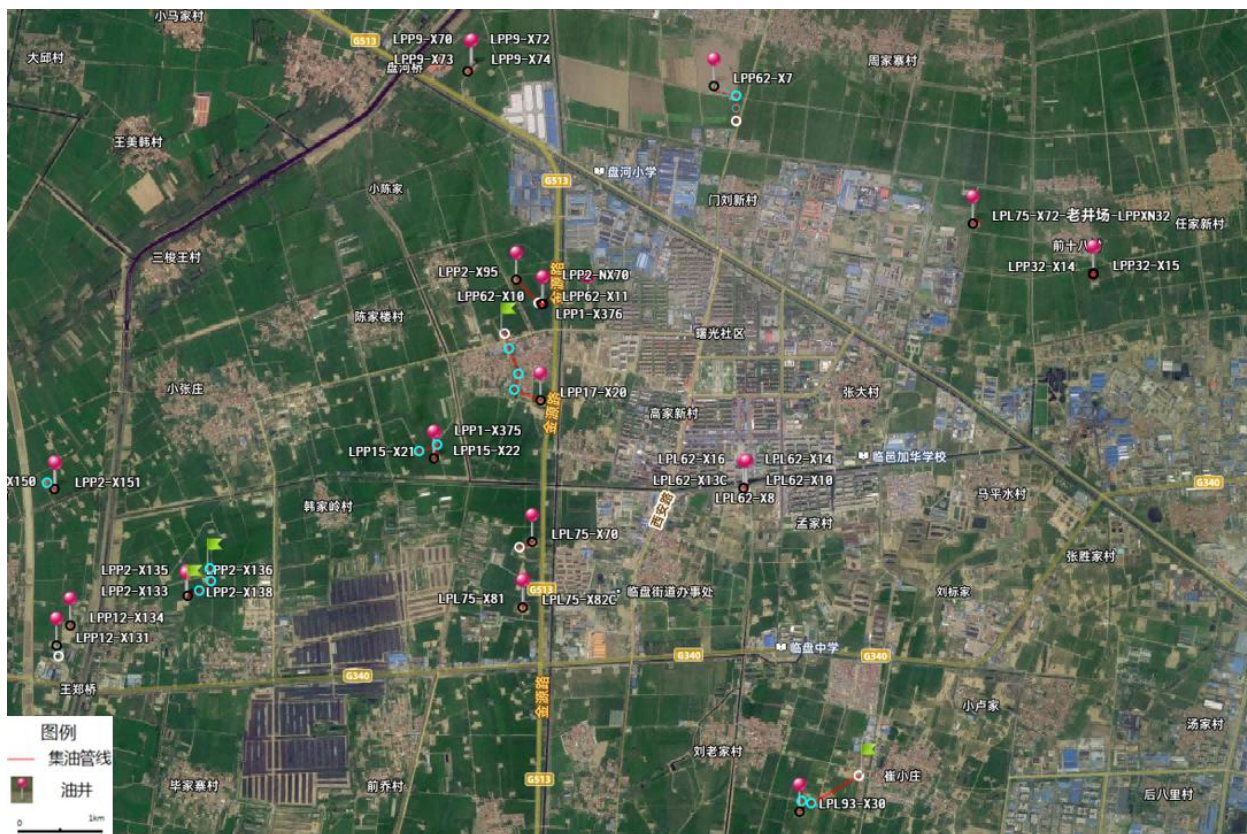 小马家村
G513
LPP9-X70
LPP9-X72
大邱村
LPP9-X73
LPP9-X74
盘河桥
周家寨村
LPP62-X7
王美韩村
盘河小学
G513
小陈家
门刘新村
LPL75-X72-老井场-LPPXN32
任家新村
前十八
三梭王村
LPP32-X14
LPP32-X15
LPP2-X95
LPP2-NX70
金源路
LPP62-X10
LPP62-X11
LPP1-X376
陈家楼村
曙光社区
小张庄
LPP17-X20
张大村
高家新村
金源路
LPP1-X375
LPP15-X21
LPP15-X22
LPL62-X16
LPL62-X14
临邑加华学校
X150
LPP2-X151
LPL62-X13C
LPL62-X10
G340
LPL62-X8
马平水村
韩家岭村
西安路
孟家村
LPL75-X70
张胜家村
LPP2-X135
LPP2-X136
LPP2-X133
LPP2-X138
G513
临盘街道办事处
刘标家
LPL75-X81
LPL75-X82C
LPP12-X134
LPP12-X131
临盘中学
G340
G340
G340
王郑桥
金源路
小卢家
图例
汤家村
集油管线
刘老家村
油井
毕家寨村
前乔村
G513
崔小庄
后八里村
LPL93-X30
0 1km